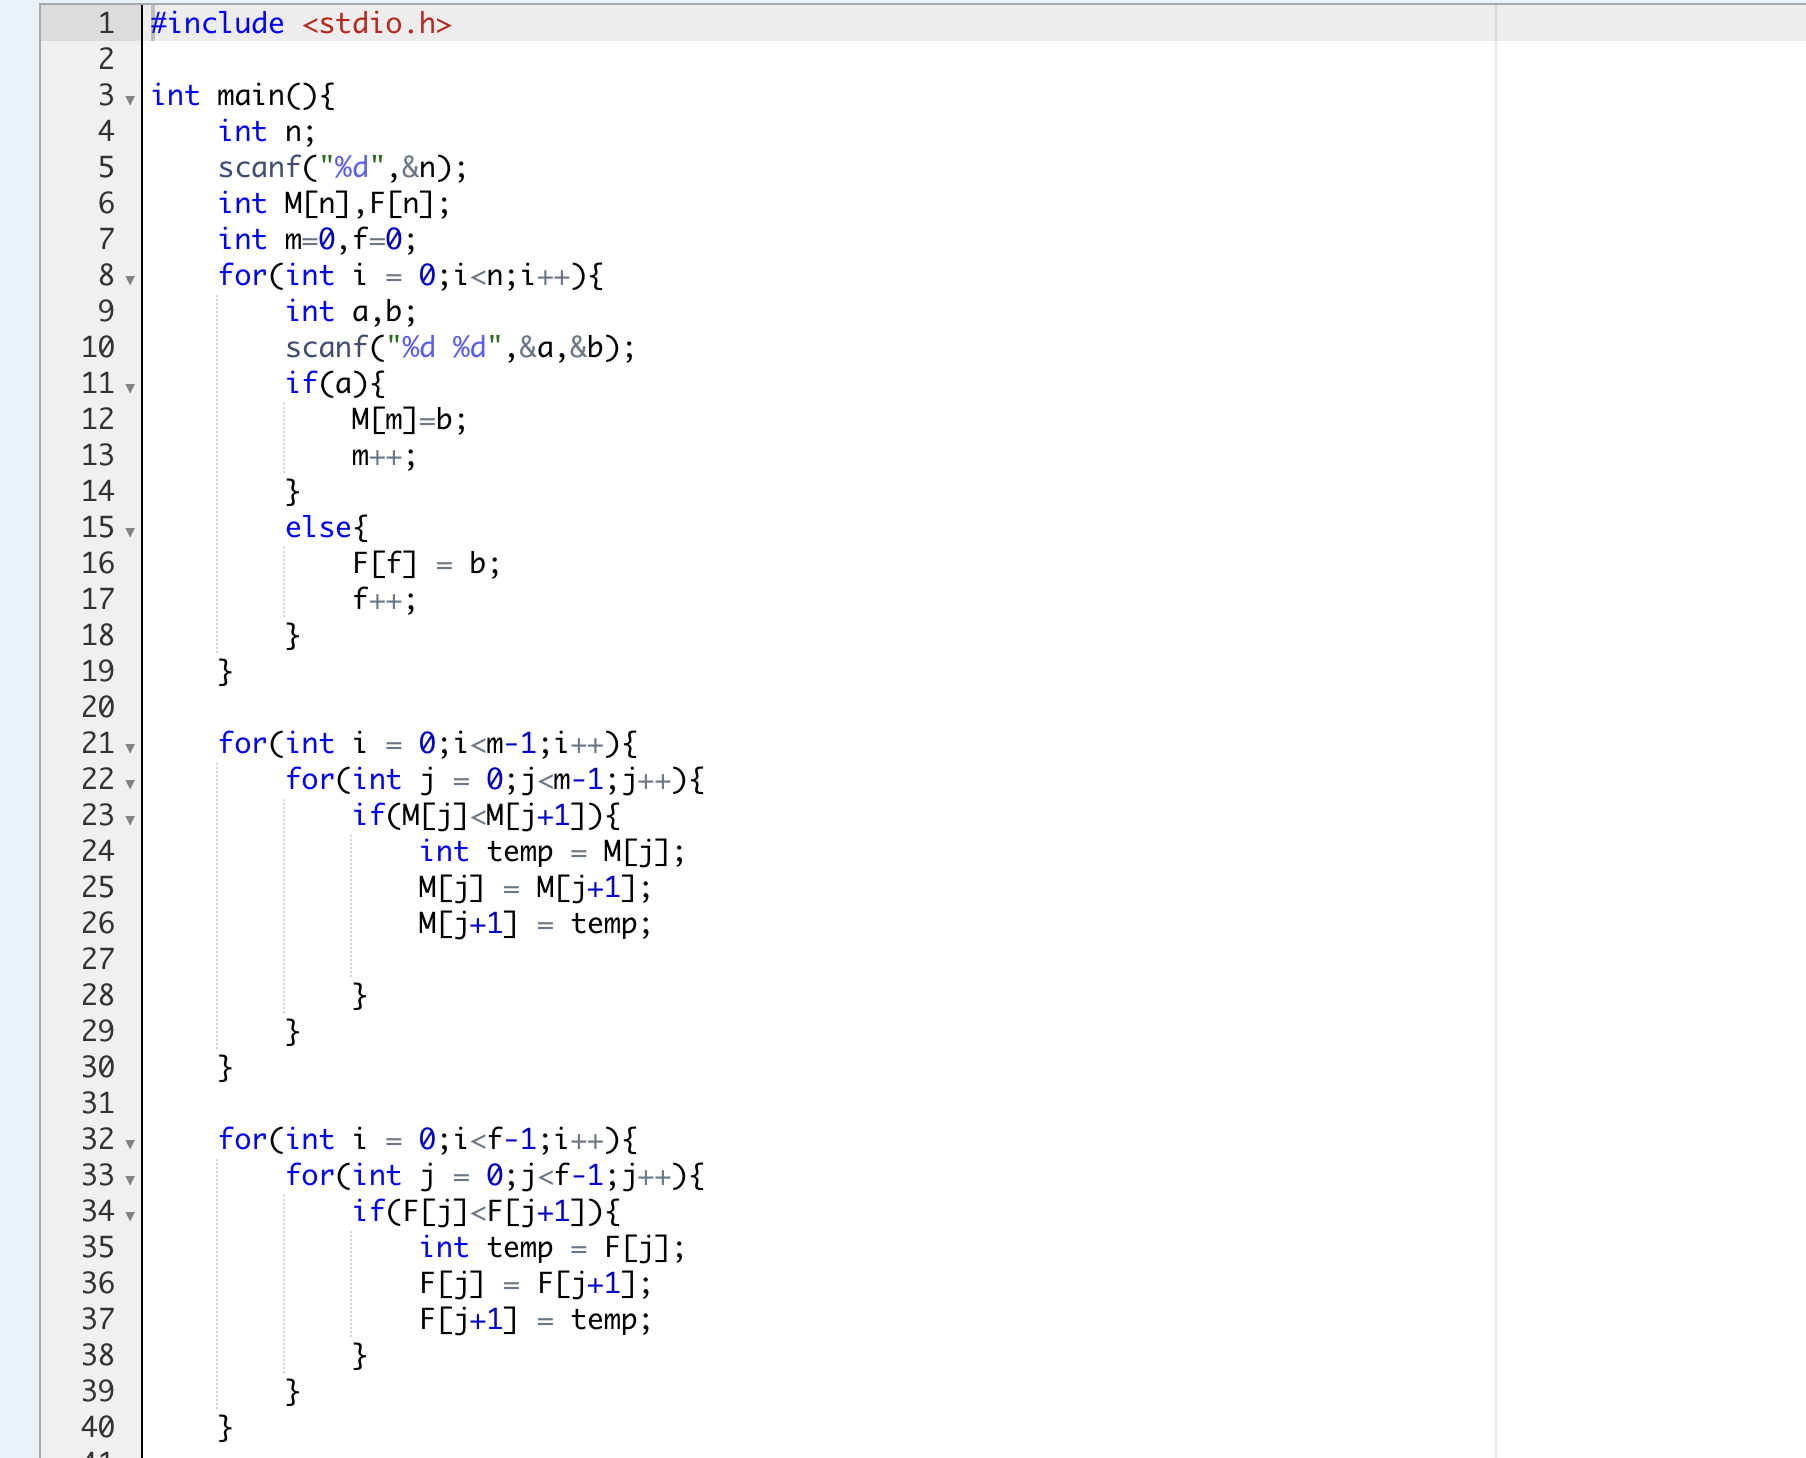 1 #include <stdio.h>
2
3 int main(){
4     int n;
5     scanf("%d",&n);
6     int M[n],F[n];
7     int m=0,f=0;
8     for(int i = 0;i<n;i++){
9         int a,b;
10         scanf("%d %d",&a,&b);
11         if(a){
12             M[m]=b;
13             m++;
14         }
15         else{
16             F[f] = b;
17             f++;
18         }
19     }
20
21     for(int i = 0;i<m-1;i++){
22         for(int j = 0;j<m-1;j++){
23             if(M[j]<M[j+1]){
24                 int temp = M[j];
25                 M[j] = M[j+1];
26                 M[j+1] = temp;
27
28             }
29         }
30     }
31
32     for(int i = 0;i<f-1;i++){
33         for(int j = 0;j<f-1;j++){
34             if(F[j]<F[j+1]){
35                 int temp = F[j];
36                 F[j] = F[j+1];
37                 F[j+1] = temp;
38             }
39         }
40     }